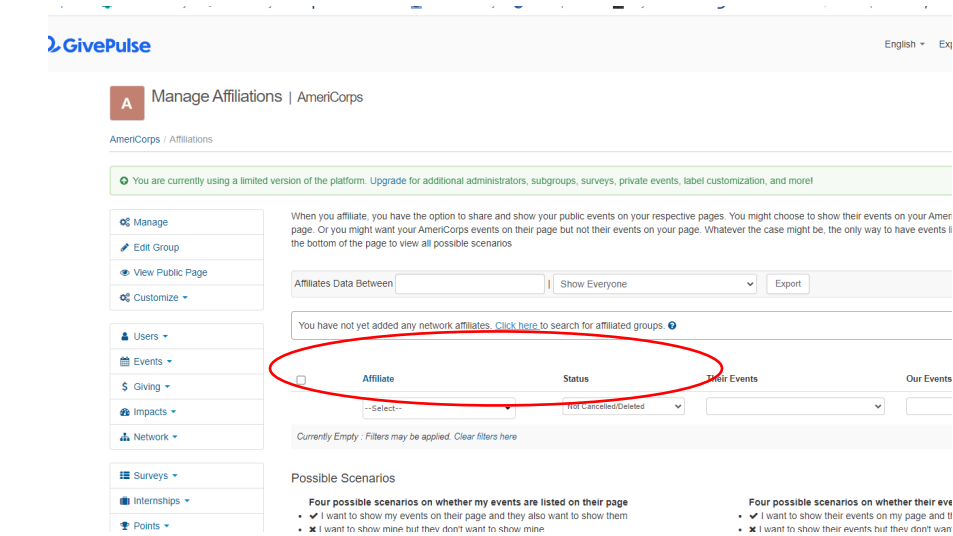 GivePulse
English
A
Manage Affiliations | AmeriCorps
AmeriCorps / Affiliations
You are currently using a limited version of the platform. Upgrade for additional administrators, subgroups, surveys, private events, label customization, and more!
Manage
Edit Group
View Public Page
Customize
Users
Events
$ Giving
Impacts
Network
Surveys
Internships
Points
When you affiliate, you have the option to share and show your public events on your respective pages. You might choose to show their events on your
page. Or you might want your AmeriCorps events on their page but not their events on your page. Whatever the case might be, the only way to have events
the bottom of the page to view all possible scenarios
Affiliates Data Between | Show Everyone Export
You have not yet added any network affiliates. Click here to search for affiliated groups.
Affiliate Status Their Events Our Events
--Select-- Not Cancelled/Deleted
Currently Empty : Filters may be applied. Clear filters here
Possible Scenarios
Four possible scenarios on whether my events are listed on their page
• ✔ I want to show my events on their page and they also want to show them
• ✖ I want to show mine but they don't want to show mine
Four possible scenarios on whether their
• ✔ I want to show their events on my page and
• ✖ I want to show their events but they don't